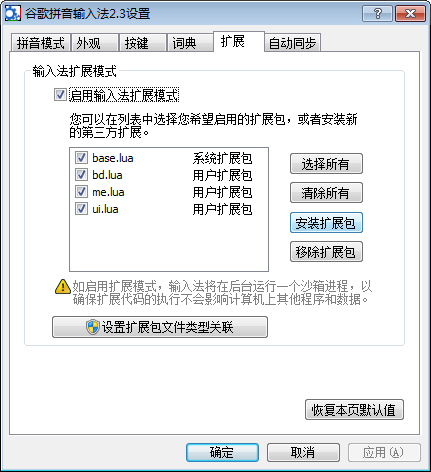 谷歌拼音输入法2.3设置
拼音模式 外观 按键 词典 扩展 自动同步
输入法扩展模式
启用输入法扩展模式
您可以在列表中选择您希望启用的扩展包，或者安装新
的第三方扩展。
base.lua 系统扩展包
bd.lua 用户扩展包
me.lua 用户扩展包
ui.lua 用户扩展包
选择所有
清除所有
安装扩展包
移除扩展包
如启用扩展模式，输入法将在后台运行一个沙箱进程，以
确保扩展代码的执行不会影响计算机上其他程序和数据。
设置扩展包文件类型关联
恢复本页默认值
确定 取消 应用(A)